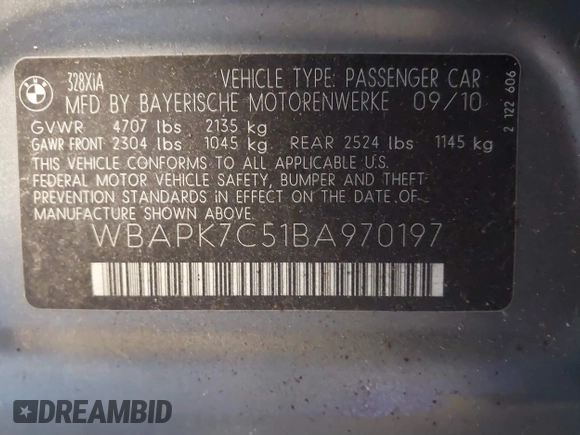 BMW
328XiA
VEHICLE TYPE: PASSENGER CAR
MFD BY BAYERISCHE MOTORENWERKE 09/10
GVWR 4707 lbs 2135 kg
GAWR FRONT 2304 lbs 1045 kg REAR 2524 lbs 1145 kg
THIS VEHICLE CONFORMS TO ALL APPLICABLE U.S.
FEDERAL MOTOR VEHICLE SAFETY, BUMPER AND THEFT
PREVENTION STANDARDS IN EFFECT ON THE DATE .OF
MANUFACTURE SHOWN ABOVE.
WBAPK7C51BA970197
2 122 606
DREAMBID